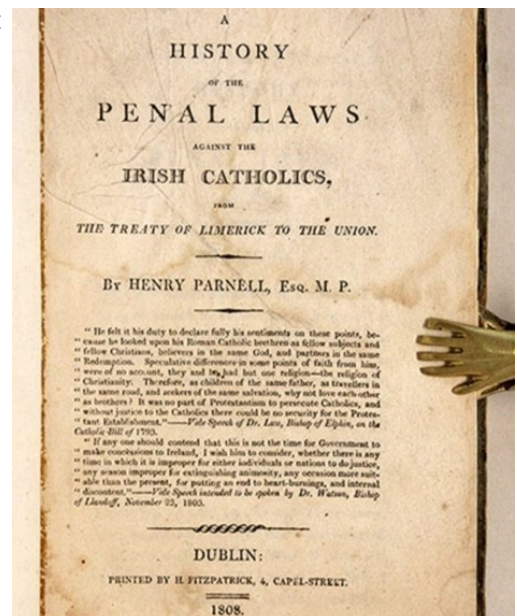 A
HISTORY
OF THE
PENAL LAWS
AGAINST THE
IRISH CATHOLICS,
FROM
THE TREATY OF LIMERICK TO THE UNION.
By HENRY PARNELL, Esq. M. P.
" He felt it his duty to declare fully his sentiments on these points, be-
" cause he looked upon his Roman Catholic brethren as fellow subjects and
" fellow Christians, believers in the same God, and partners in the same
" Redemption. Speculative differences in some points of faith from him,
" were of no account, they and he had but one religion—the religion of
" Christianity. Therefore, as children of the same father, as travellers in
" the same road, and seekers of the same salvation, why not love each other
" as brothers? It was no part of Protestantism to persecute Catholics, and
" without justice to the Catholics there could be no security for the Protes-
" tant Establishment."——Vide Speech of Dr. Law, Bishop of Elphin, on the
Catholic Bill of 1793.
" If any one should contend that this is not the time for Government to
" make concessions to Ireland, I wish him to consider, whether there is any
" time in which it is improper for either individuals or nations to do justice,
" any season improper for extinguishing animosity, any occasion more suit-
" able than the present, for putting an end to heart-burnings, and internal
" discontent."——Vide Speech intended to be spoken by Dr. Watson, Bishop
of Llandaff, November 23, 1803.
DUBLIN:
PRINTED BY H. FITZPATRICK, 4, CAPEL-STREET.
1808.